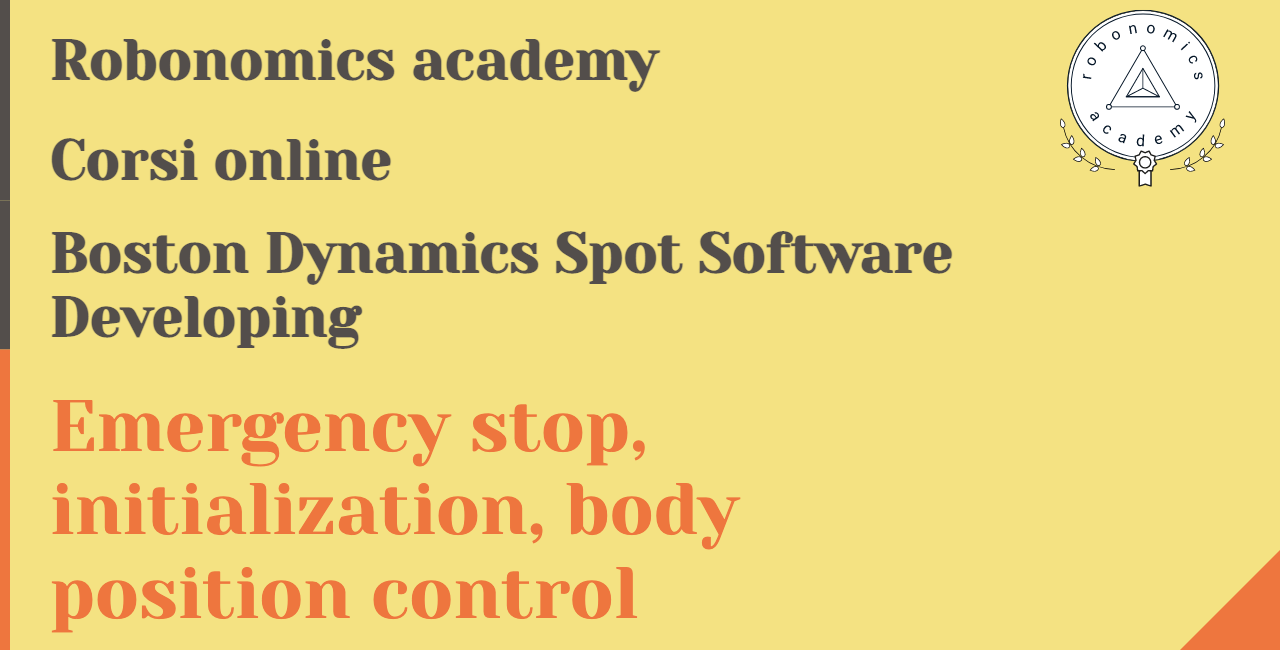 Robonomics academy
robonomics
academy
Corsi online
Boston Dynamics Spot Software
Developing
Emergency stop,
initialization, body
position control